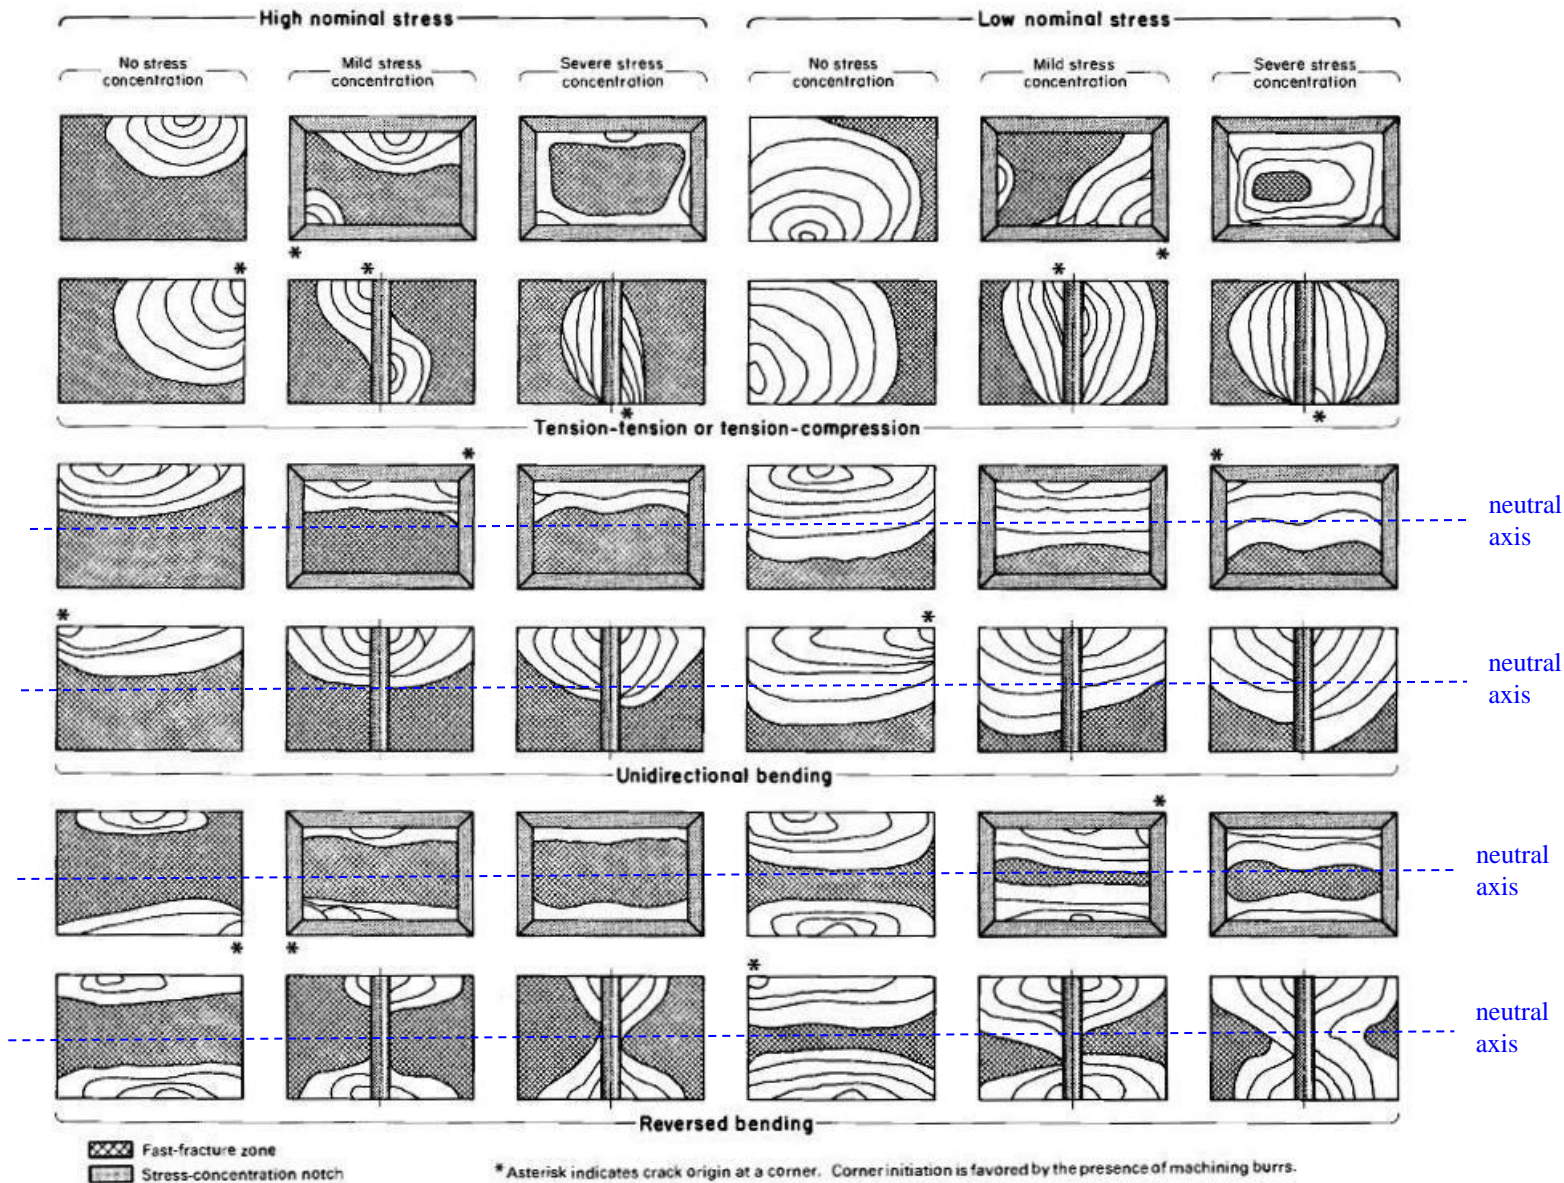 High nominal stress
Low nominal stress
No stress
concentration
Mild stress
concentration
Severe stress
concentration
No stress
concentration
Mild stress
concentration
Severe stress
concentration
*
*
*
*
*
*
*
*
Tension-tension or tension-compression
*
*
neutral
axis
*
*
neutral
axis
Unidirectional bending
*
neutral
axis
*
*
*
neutral
axis
Reversed bending
Fast-fracture zone
Stress-concentration notch
*Asterisk indicates crack origin at a corner. Corner initiation is favored by the presence of machining burrs.